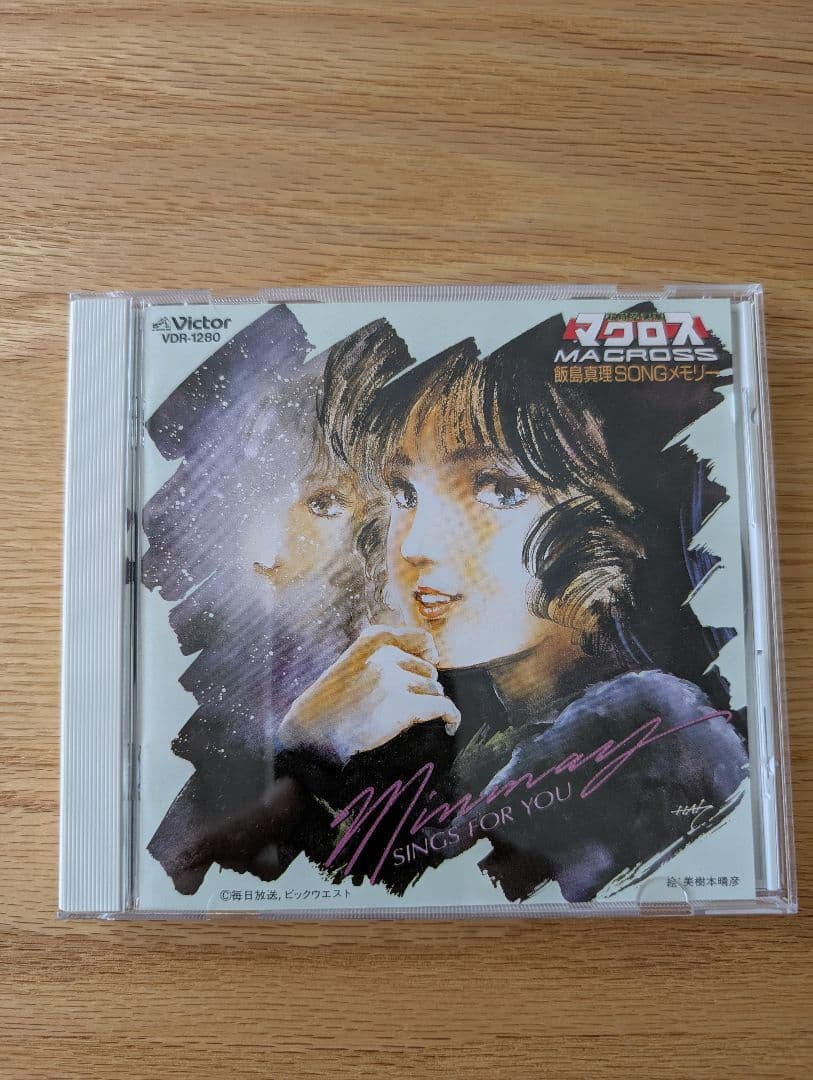 Victor
VDR-1280
超時空要塞
マクロス
MACROSS
飯島真理SONGメモリー
Minmay
SINGS FOR YOU
©毎日放送,ビックウエスト
絵 美樹本晴彦